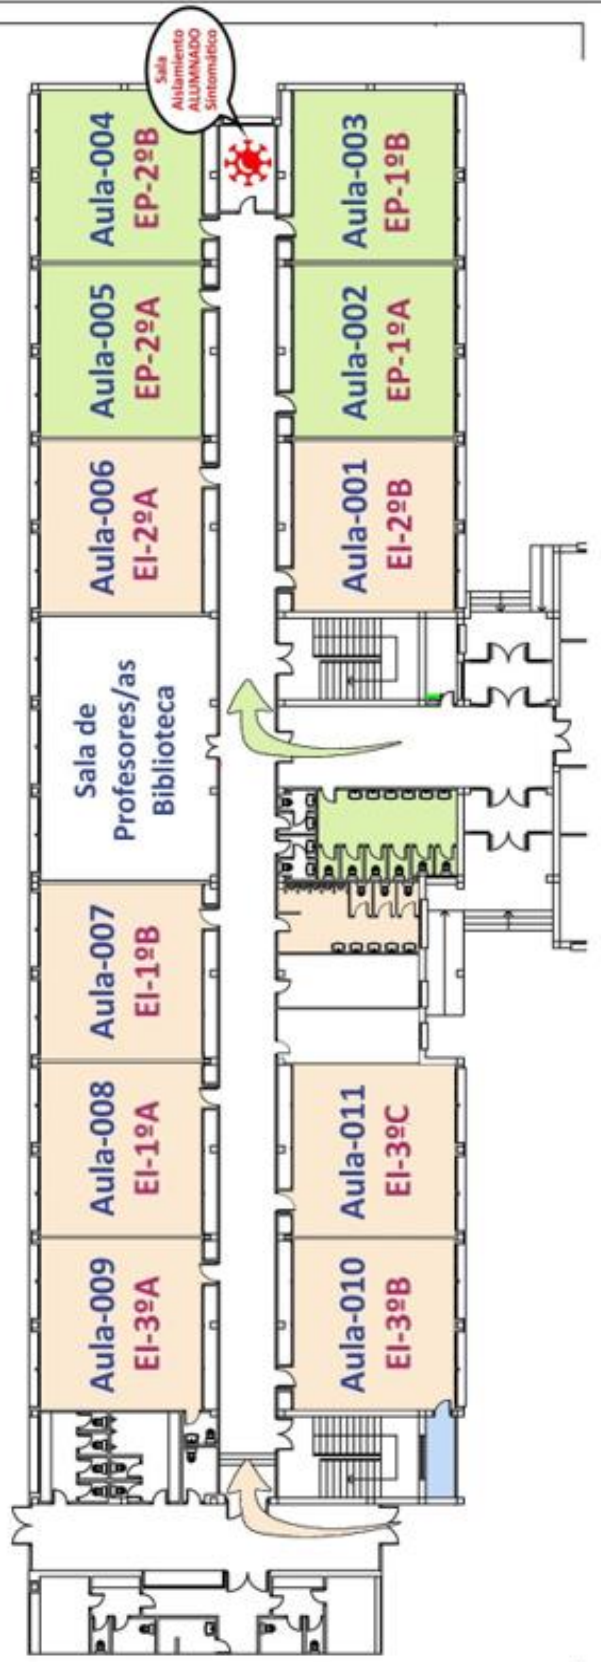 Aula-009
EI-3ºA
Aula-008
EI-1ºA
Aula-007
EI-1ºB
Sala de
Profesores/as
Biblioteca
Aula-006
EI-2ºA
Aula-005
EP-2ºA
Aula-004
EP-2ºB
Sala
Aislamiento
ALUMNADO
Sintomático
Aula-010
EI-3ºB
Aula-011
EI-3ºC
Aula-001
EI-2ºB
Aula-002
EP-1ºA
Aula-003
EP-1ºB